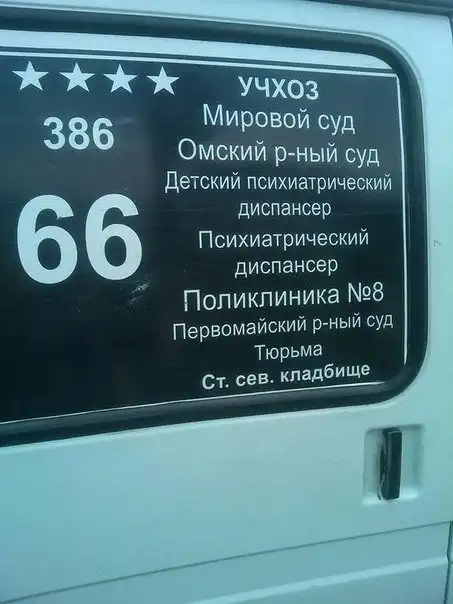 ★★★★
386
66
УЧХОЗ
Мировой суд
Омский р-ный суд
Детский психиатрический
диспансер
Психиатрический
диспансер
Поликлиника №8
Первомайский р-ный суд
Тюрьма
Ст. сев. кладбище